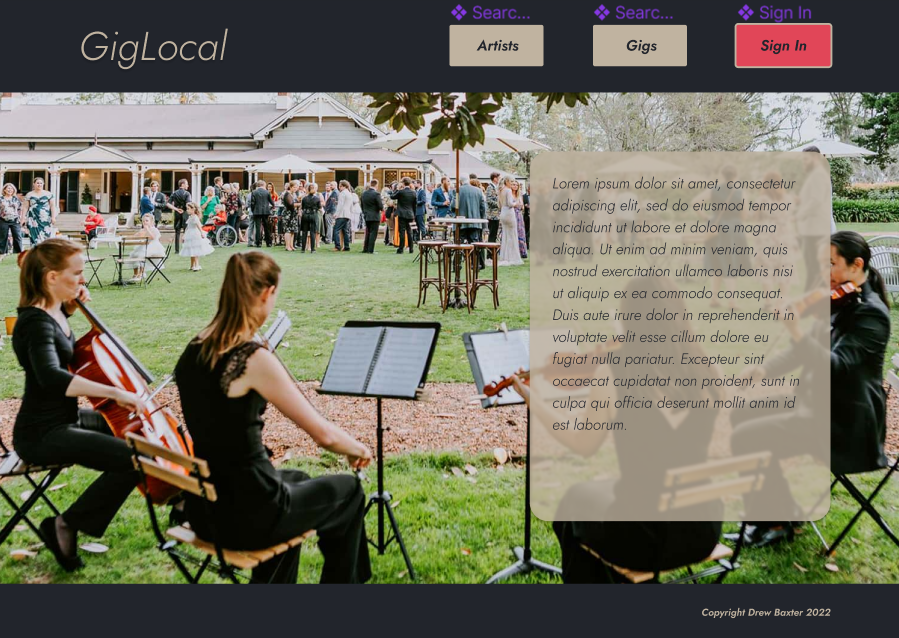 ❖ Searc...
❖ Searc...
❖ Sign In
GigLocal
Artists
Gigs
Sign In
Lorem ipsum dolor sit amet, consectetur
adipiscing elit, sed do eiusmod tempor
incididunt ut labore et dolore magna
aliqua. Ut enim ad minim veniam, quis
nostrud exercitation ullamco laboris nisi
ut aliquip ex ea commodo consequat.
Duis aute irure dolor in reprehenderit in
voluptate velit esse cillum dolore eu
fugiat nulla pariatur. Excepteur sint
occaecat cupidatat non proident, sunt in
culpa qui officia deserunt mollit anim id
est laborum.
Copyright Drew Baxter 2022